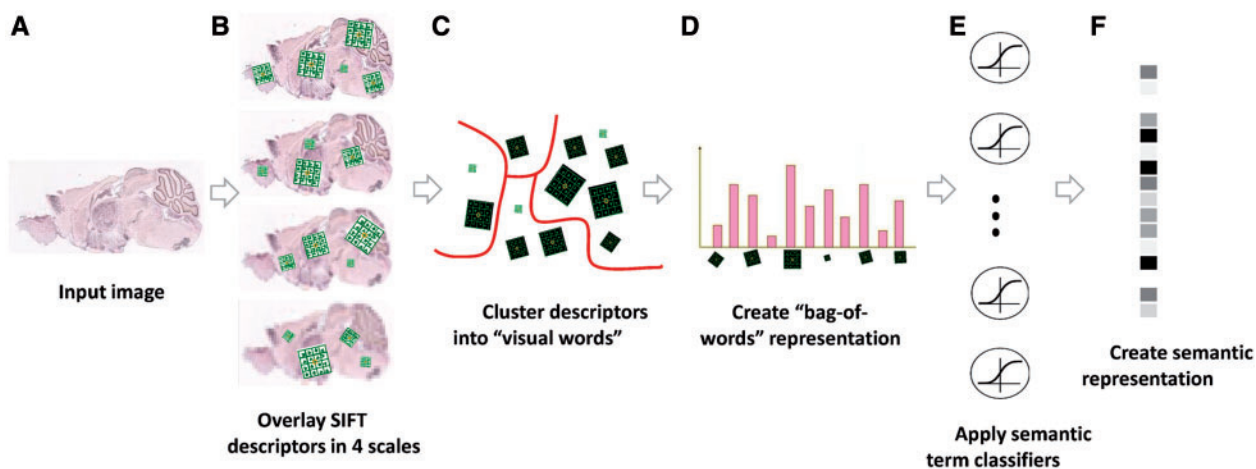 A
B
C
D
E
F
Input image
Overlay SIFT
descriptors in 4 scales
Cluster descriptors
into “visual words”
Create “bag-of-
words” representation
Apply semantic
term classifiers
Create semantic
representation